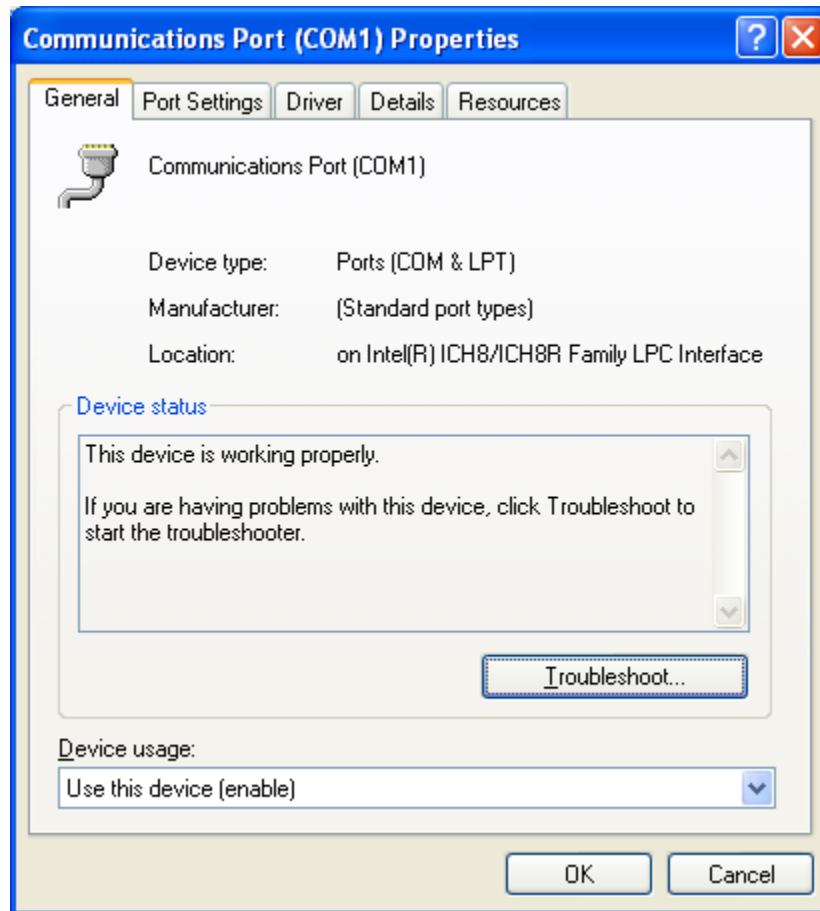 Communications Port (COM1) Properties
General Port Settings Driver Details Resources
Communications Port (COM1)
Device type: Ports (COM & LPT)
Manufacturer: (Standard port types)
Location: on Intel(R) ICH8/ICH8R Family LPC Interface
Device status
This device is working properly.
If you are having problems with this device, click Troubleshoot to
start the troubleshooter.
Troubleshoot...
Device usage:
Use this device (enable)
OK Cancel